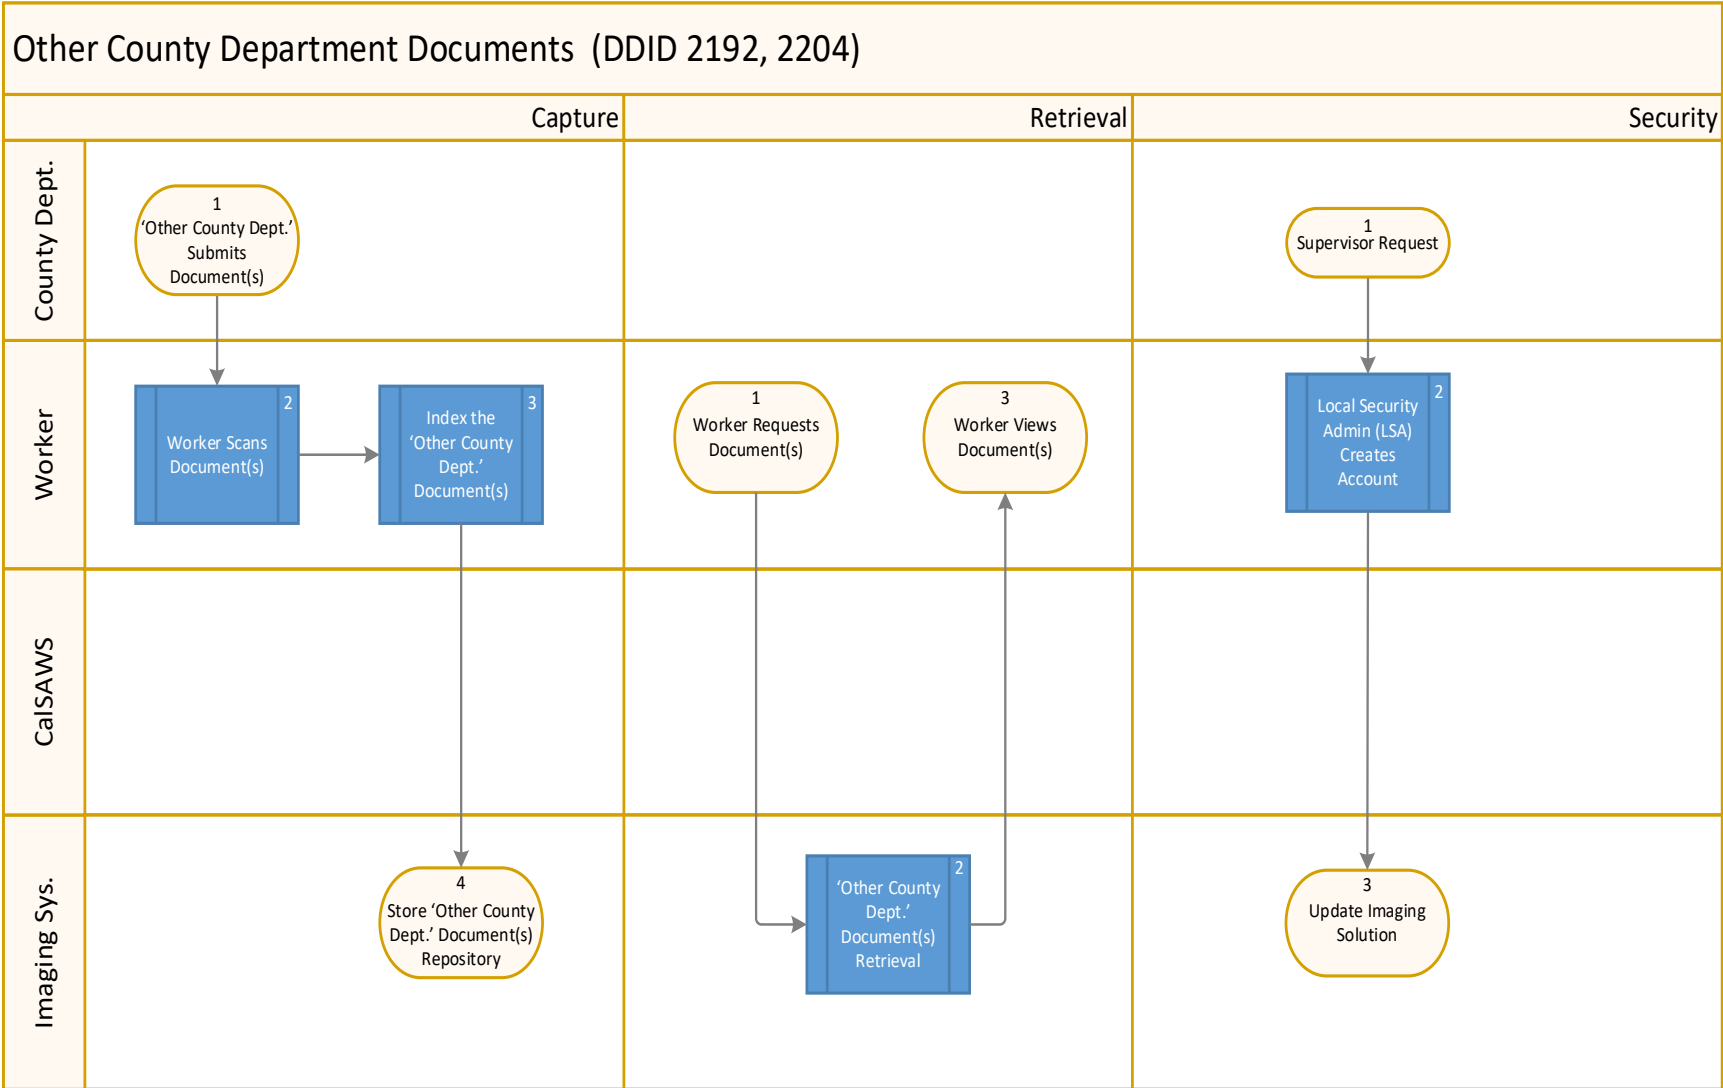 Other County Department Documents  (DDID 2192, 2204)
Capture
Retrieval
Security
County Dept.
1
‘Other County Dept.’
Submits
Document(s)
1
Supervisor Request
Worker
2
Worker Scans
Document(s)
3
Index the
‘Other County
Dept.’
Document(s)
1
Worker Requests
Document(s)
3
Worker Views
Document(s)
2
Local Security
Admin (LSA)
Creates
Account
CalSAWS
Imaging Sys.
4
Store ‘Other County
Dept.’ Document(s)
Repository
2
‘Other County
Dept.’
Document(s)
Retrieval
3
Update Imaging
Solution